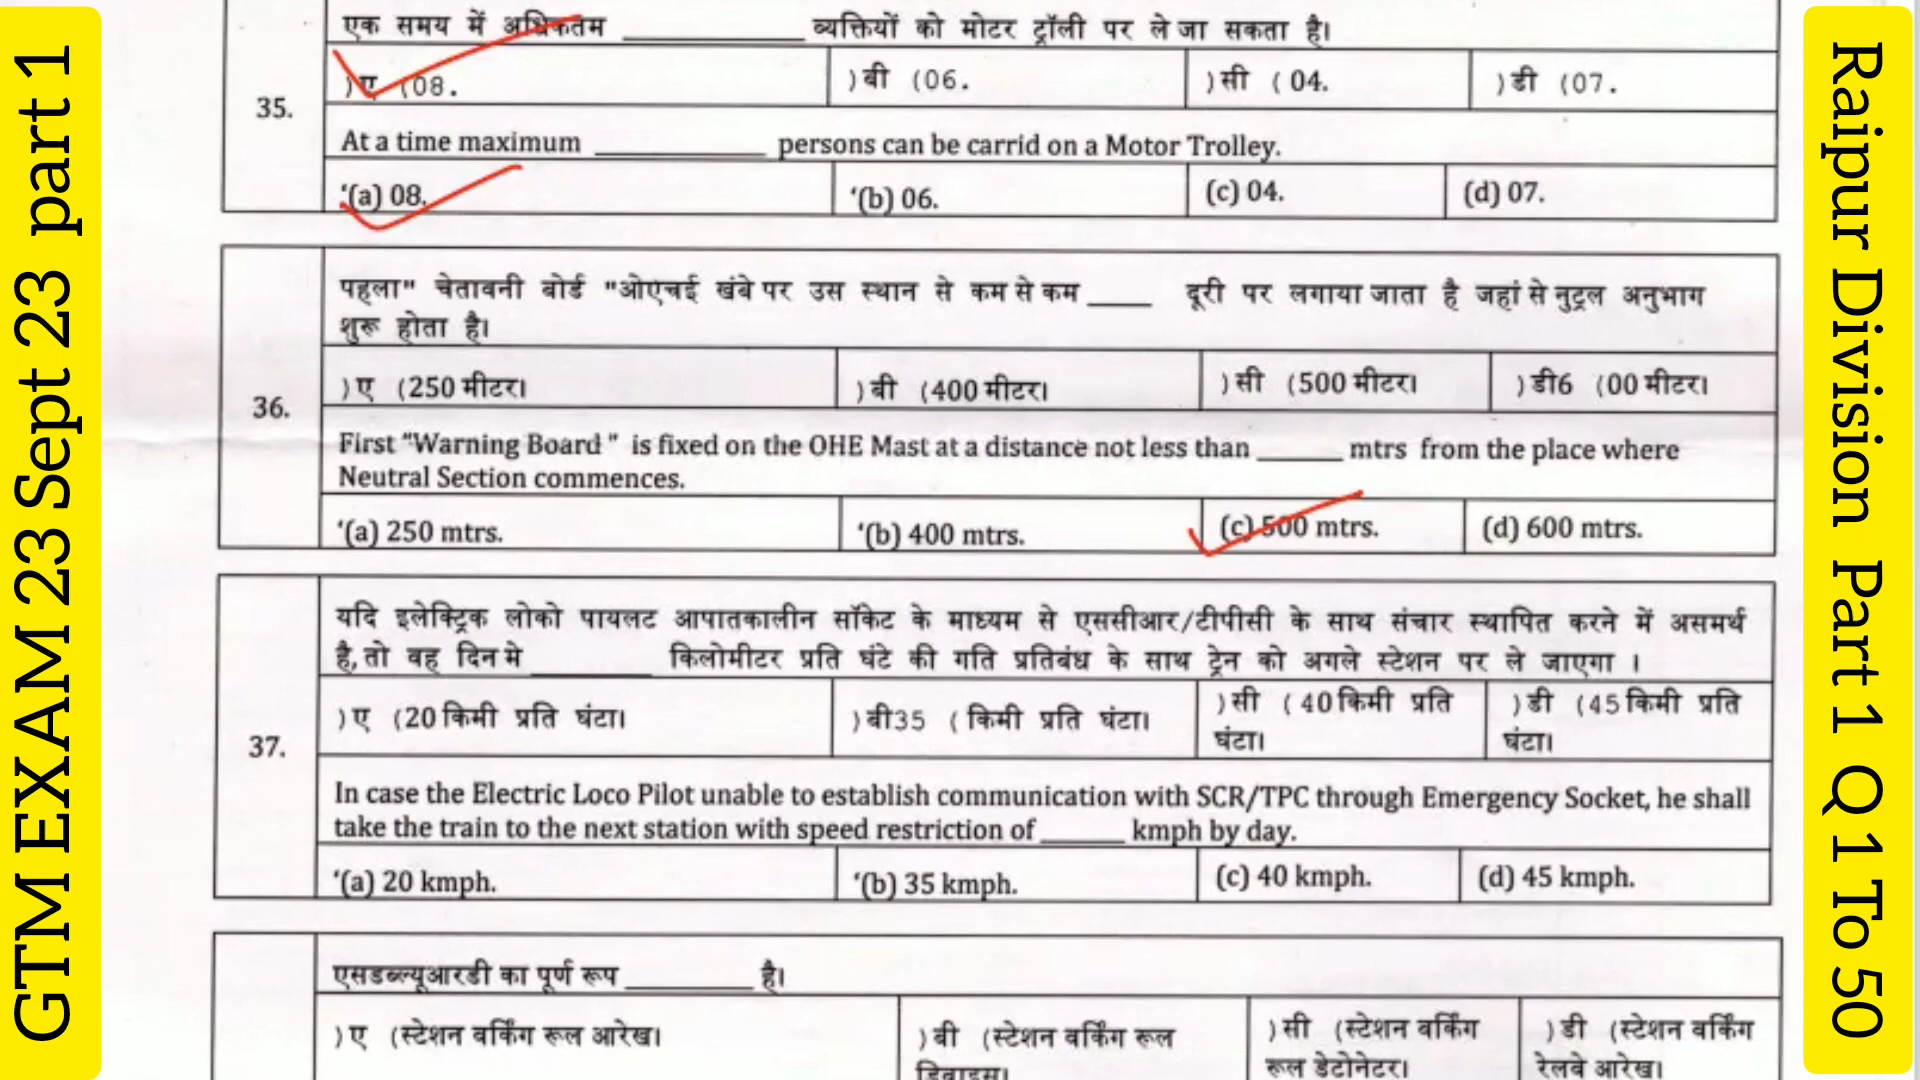 GTM EXAM 23 Sept 23 part 1
एक समय में अधिकतम __________ व्यक्तियों को मोटर ट्रॉली पर ले जा सकता है।
35.
)ए (08.
)बी (06.
)सी ( 04.
)डी (07.
At a time maximum __________ persons can be carrid on a Motor Trolley.
'(a) 08.
'(b) 06.
(c) 04.
(d) 07.
36.
पहला" चेतावनी बोर्ड "ओएचई खंबे पर उस स्थान से कम से कम ____ दूरी पर लगाया जाता है जहां से नुट्रल अनुभाग
शुरू होता है।
)ए (250 मीटर।
)बी (400 मीटर।
)सी (500 मीटर।
)डी6 (00 मीटर।
First "Warning Board " is fixed on the OHE Mast at a distance not less than ______ mtrs from the place where
Neutral Section commences.
'(a) 250 mtrs.
'(b) 400 mtrs.
(c) 500 mtrs.
(d) 600 mtrs.
37.
यदि इलेक्ट्रिक लोको पायलट आपातकालीन सॉकेट के माध्यम से एससीआर/टीपीसी के साथ संचार स्थापित करने में असमर्थ
है, तो वह दिन मे ________ किलोमीटर प्रति घंटे की गति प्रतिबंध के साथ ट्रेन को अगले स्टेशन पर ले जाएगा ।
)ए (20 किमी प्रति घंटा।
)बी35 ( किमी प्रति घंटा।
)सी ( 40 किमी प्रति
घंटा।
)डी (45 किमी प्रति
घंटा।
In case the Electric Loco Pilot unable to establish communication with SCR/TPC through Emergency Socket, he shall
take the train to the next station with speed restriction of ______ kmph by day.
'(a) 20 kmph.
'(b) 35 kmph.
(c) 40 kmph.
(d) 45 kmph.
एसडब्ल्यूआरडी का पूर्ण रूप ________ है।
)ए (स्टेशन वर्किंग रूल आरेख।
)बी (स्टेशन वर्किंग रूल
डिवाइस।
)सी (स्टेशन वर्किंग
रूल डेटोनेटर।
)डी (स्टेशन वर्किंग
रेलवे आरेख।
Raipur Division Part 1 Q 1 To 50